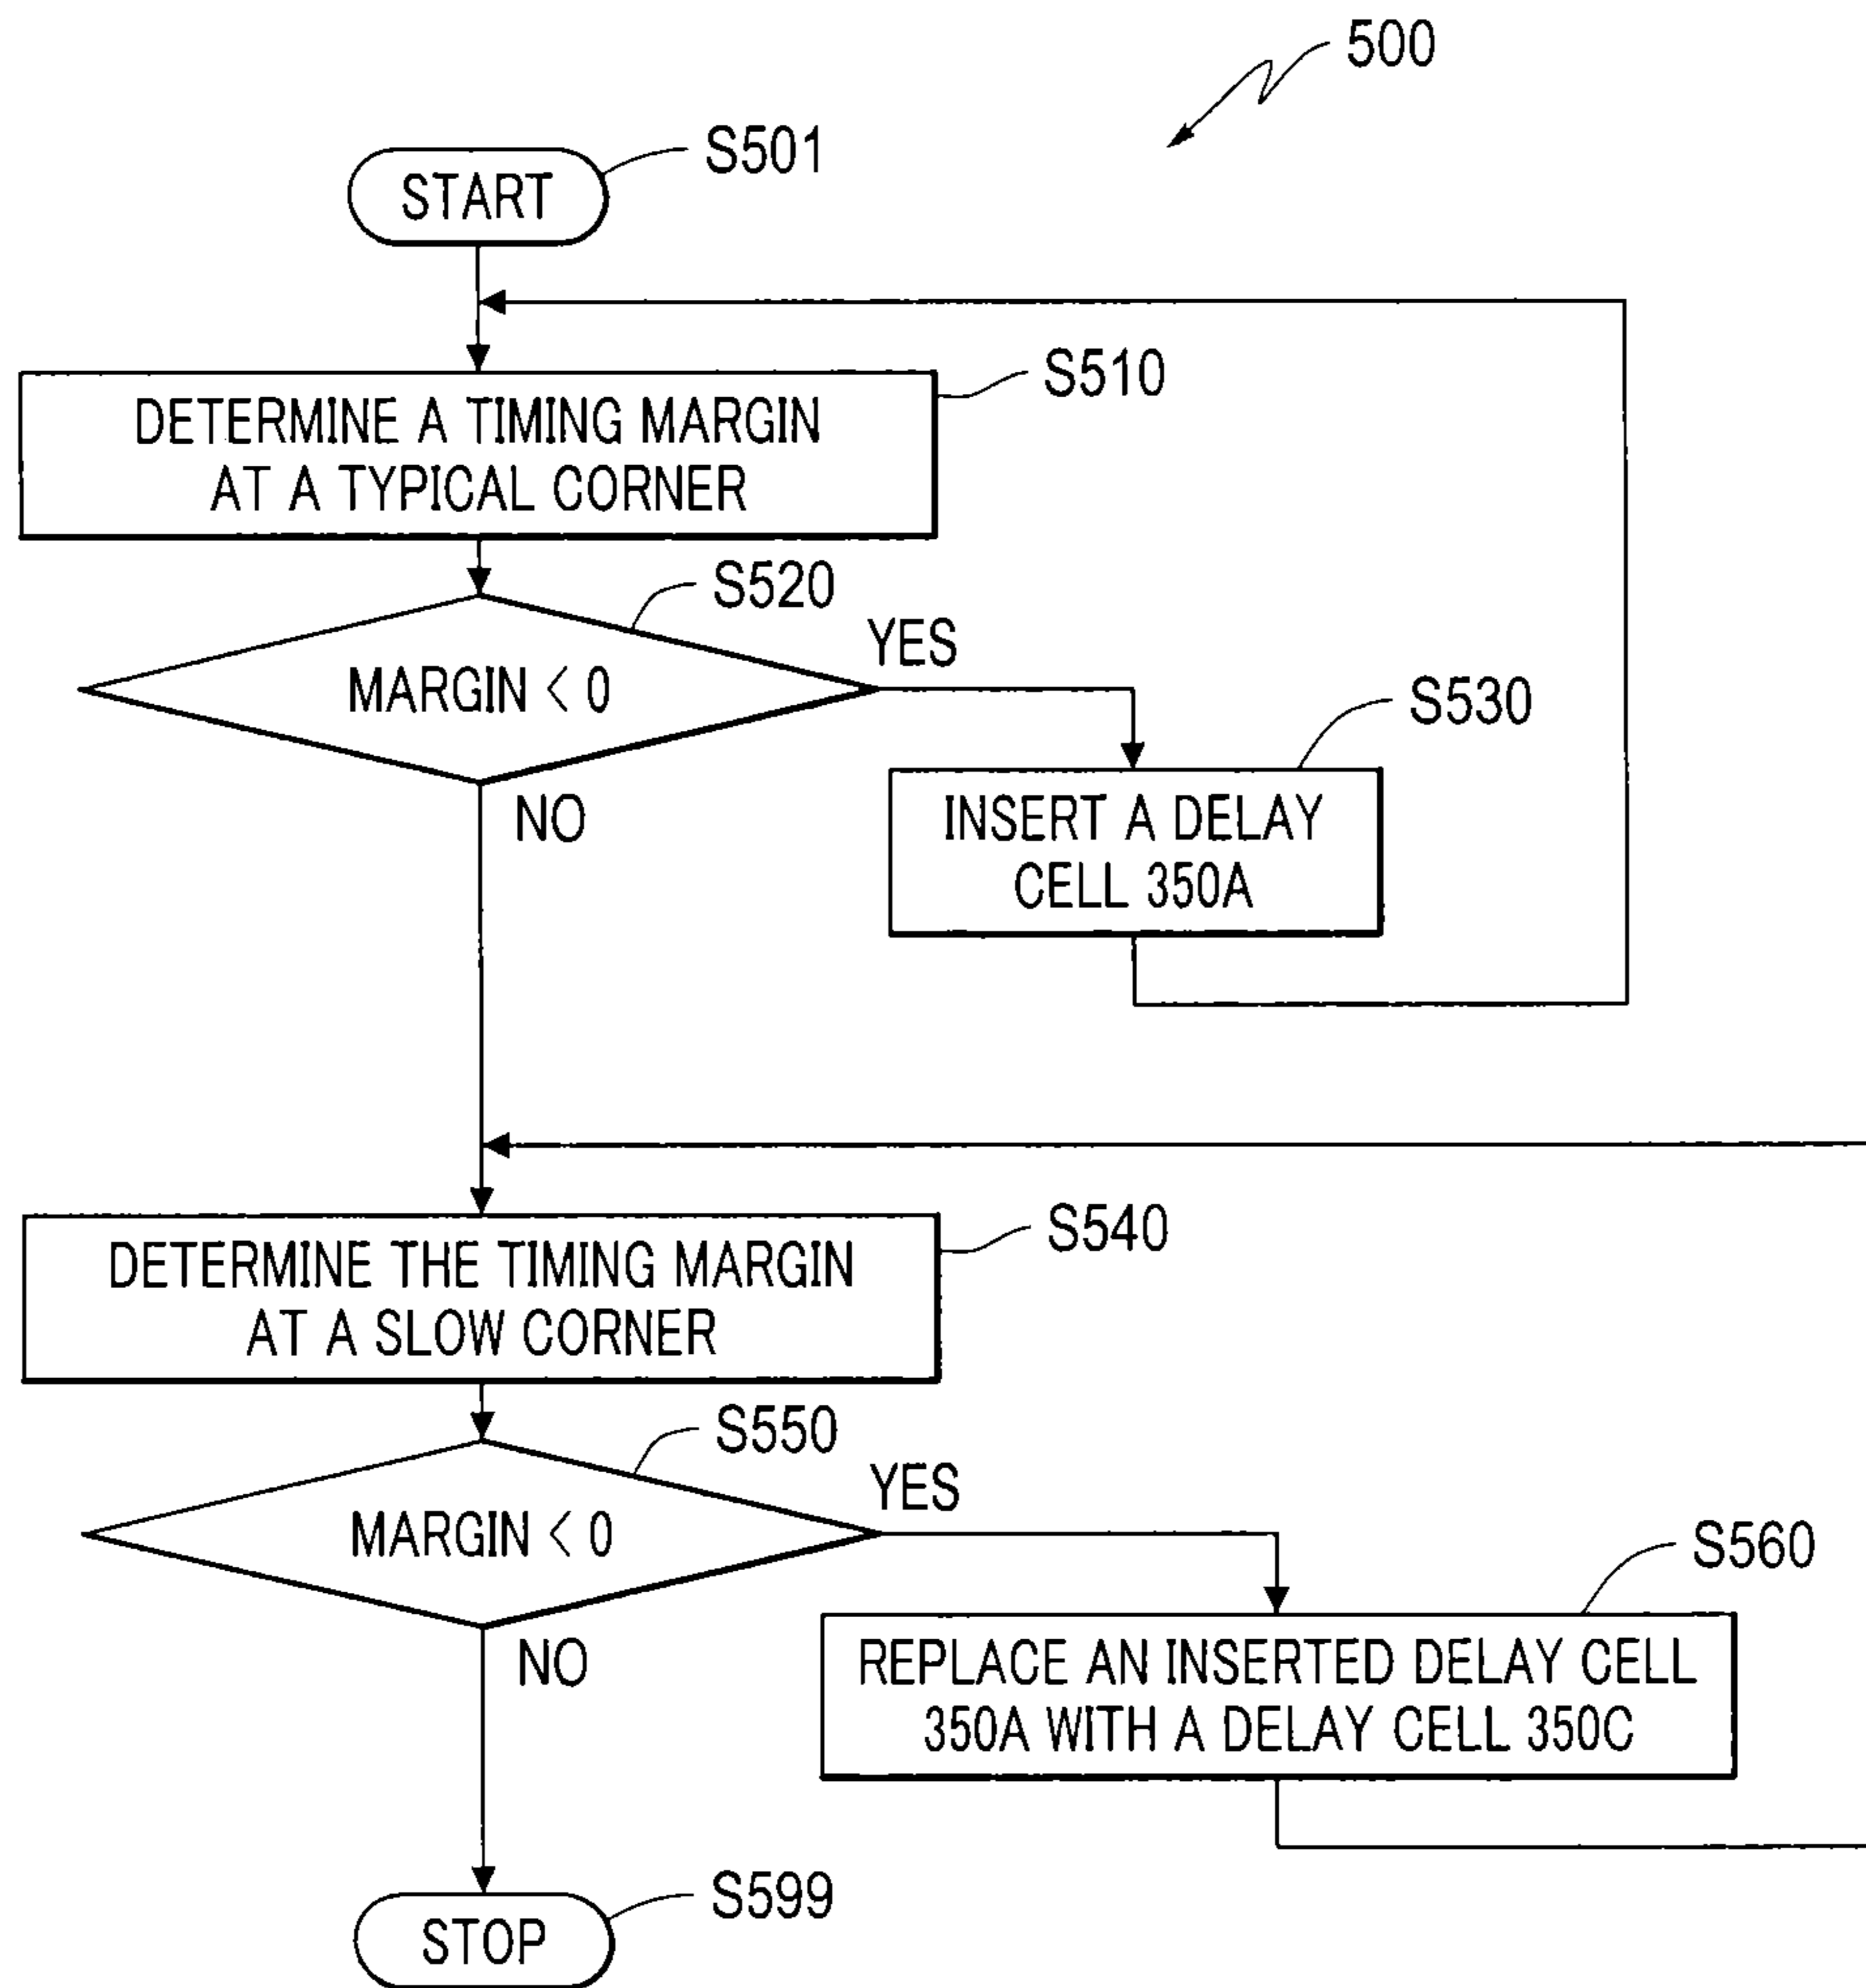 500
START
S501
DETERMINE A TIMING MARGIN
AT A TYPICAL CORNER
S510
MARGIN < 0
S520
YES
NO
INSERT A DELAY
CELL 350A
S530
DETERMINE THE TIMING MARGIN
AT A SLOW CORNER
S540
MARGIN < 0
S550
YES
NO
REPLACE AN INSERTED DELAY CELL
350A WITH A DELAY CELL 350C
S560
STOP
S599